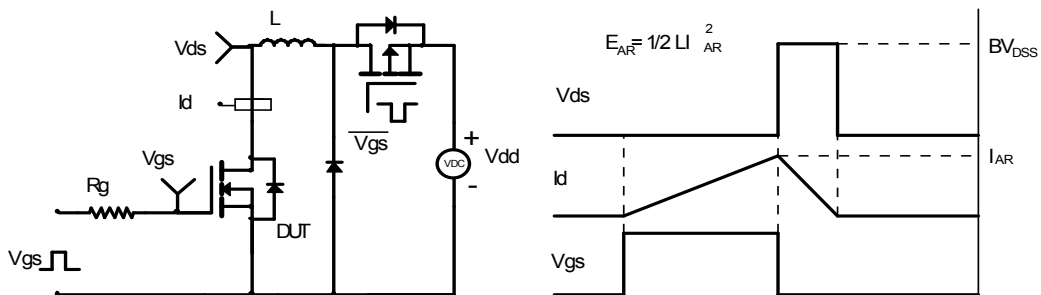 L
Vds
Id
Vgs
Rg
DUT
Vgs
Vgs
VDC
+
Vdd
-
E_AR = 1/2 LI²_AR
BV_DSS
Vds
I_AR
Id
Vgs